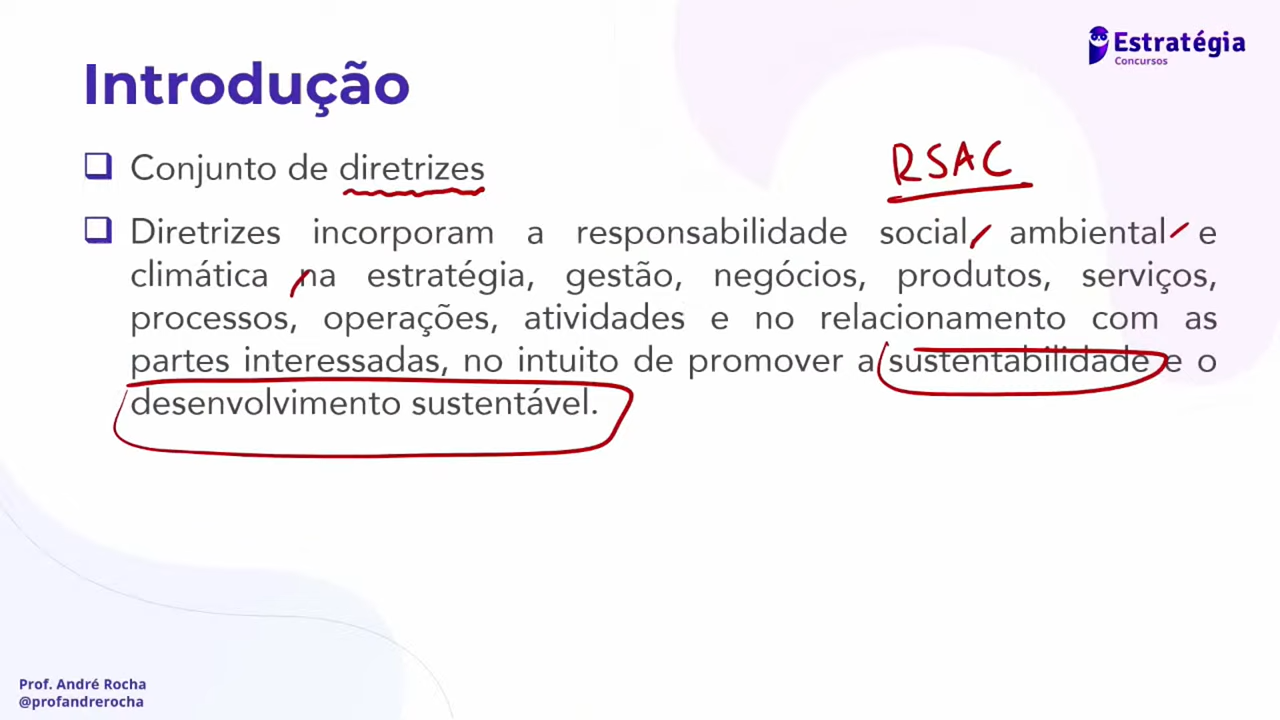 Estratégia
Concursos
Introdução
Conjunto de diretrizes
RSAC
Diretrizes incorporam a responsabilidade social, ambiental e
climática na estratégia, gestão, negócios, produtos, serviços,
processos, operações, atividades e no relacionamento com as
partes interessadas, no intuito de promover a sustentabilidade e o
desenvolvimento sustentável.
Prof. André Rocha
@profandrerocha